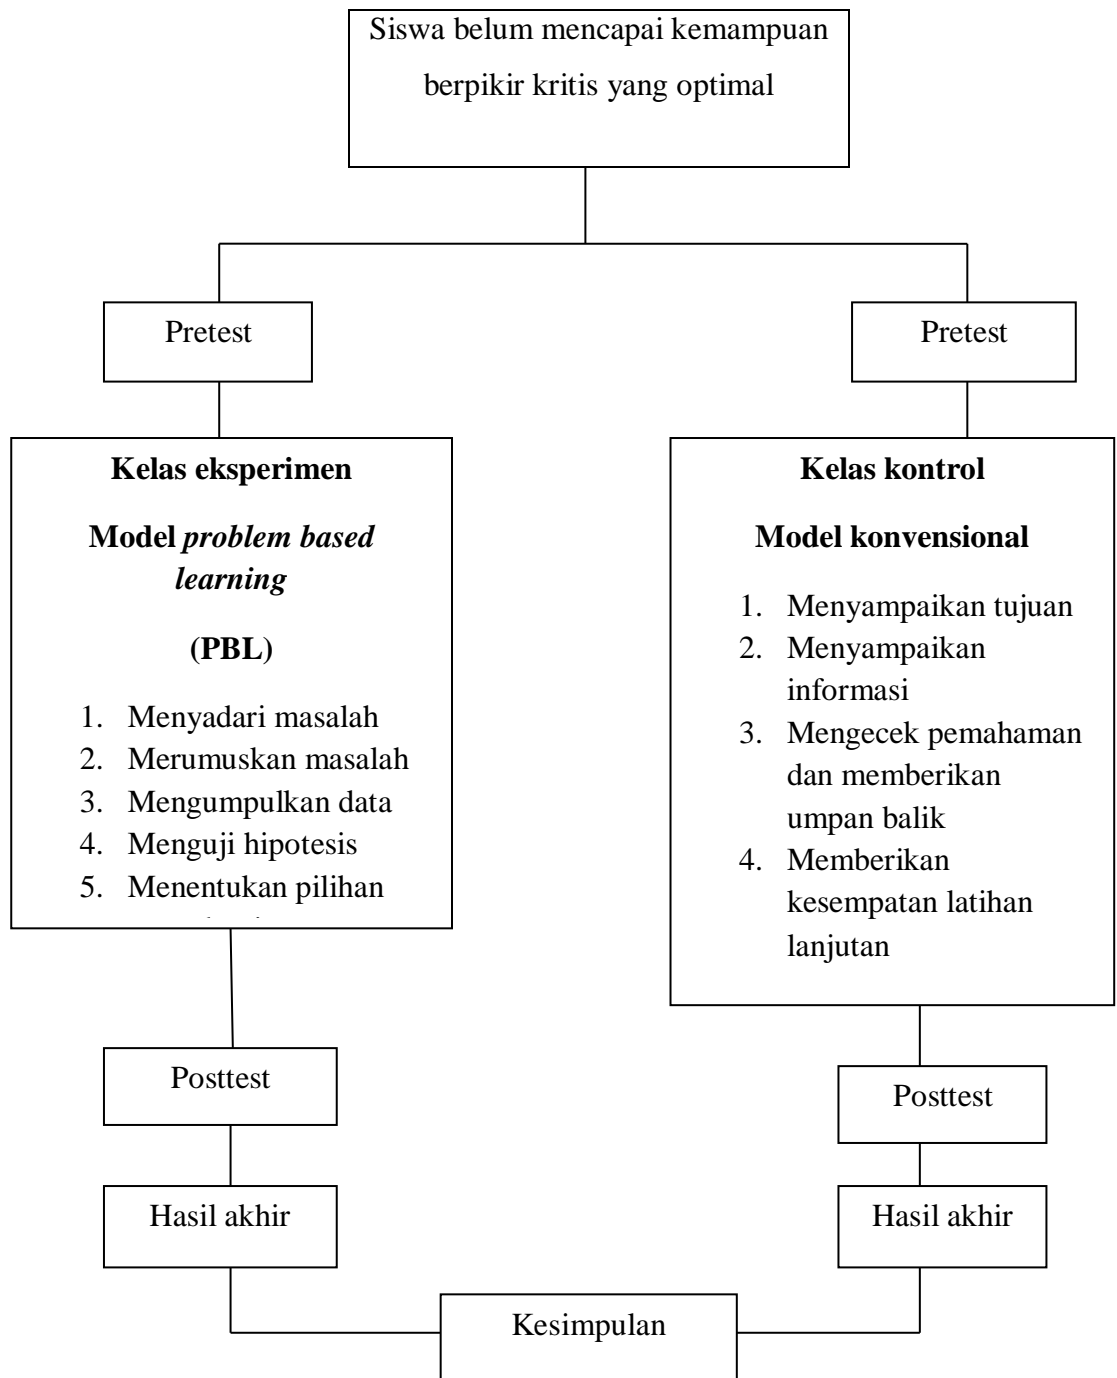 Siswa belum mencapai kemampuan
berpikir kritis yang optimal
Pretest
Pretest
Kelas eksperimen
Model problem based
learning
(PBL)
1. Menyadari masalah
2. Merumuskan masalah
3. Mengumpulkan data
4. Menguji hipotesis
5. Menentukan pilihan
Kelas kontrol
Model konvensional
1. Menyampaikan tujuan
2. Menyampaikan
informasi
3. Mengecek pemahaman
dan memberikan
umpan balik
4. Memberikan
kesempatan latihan
lanjutan
Posttest
Posttest
Hasil akhir
Hasil akhir
Kesimpulan